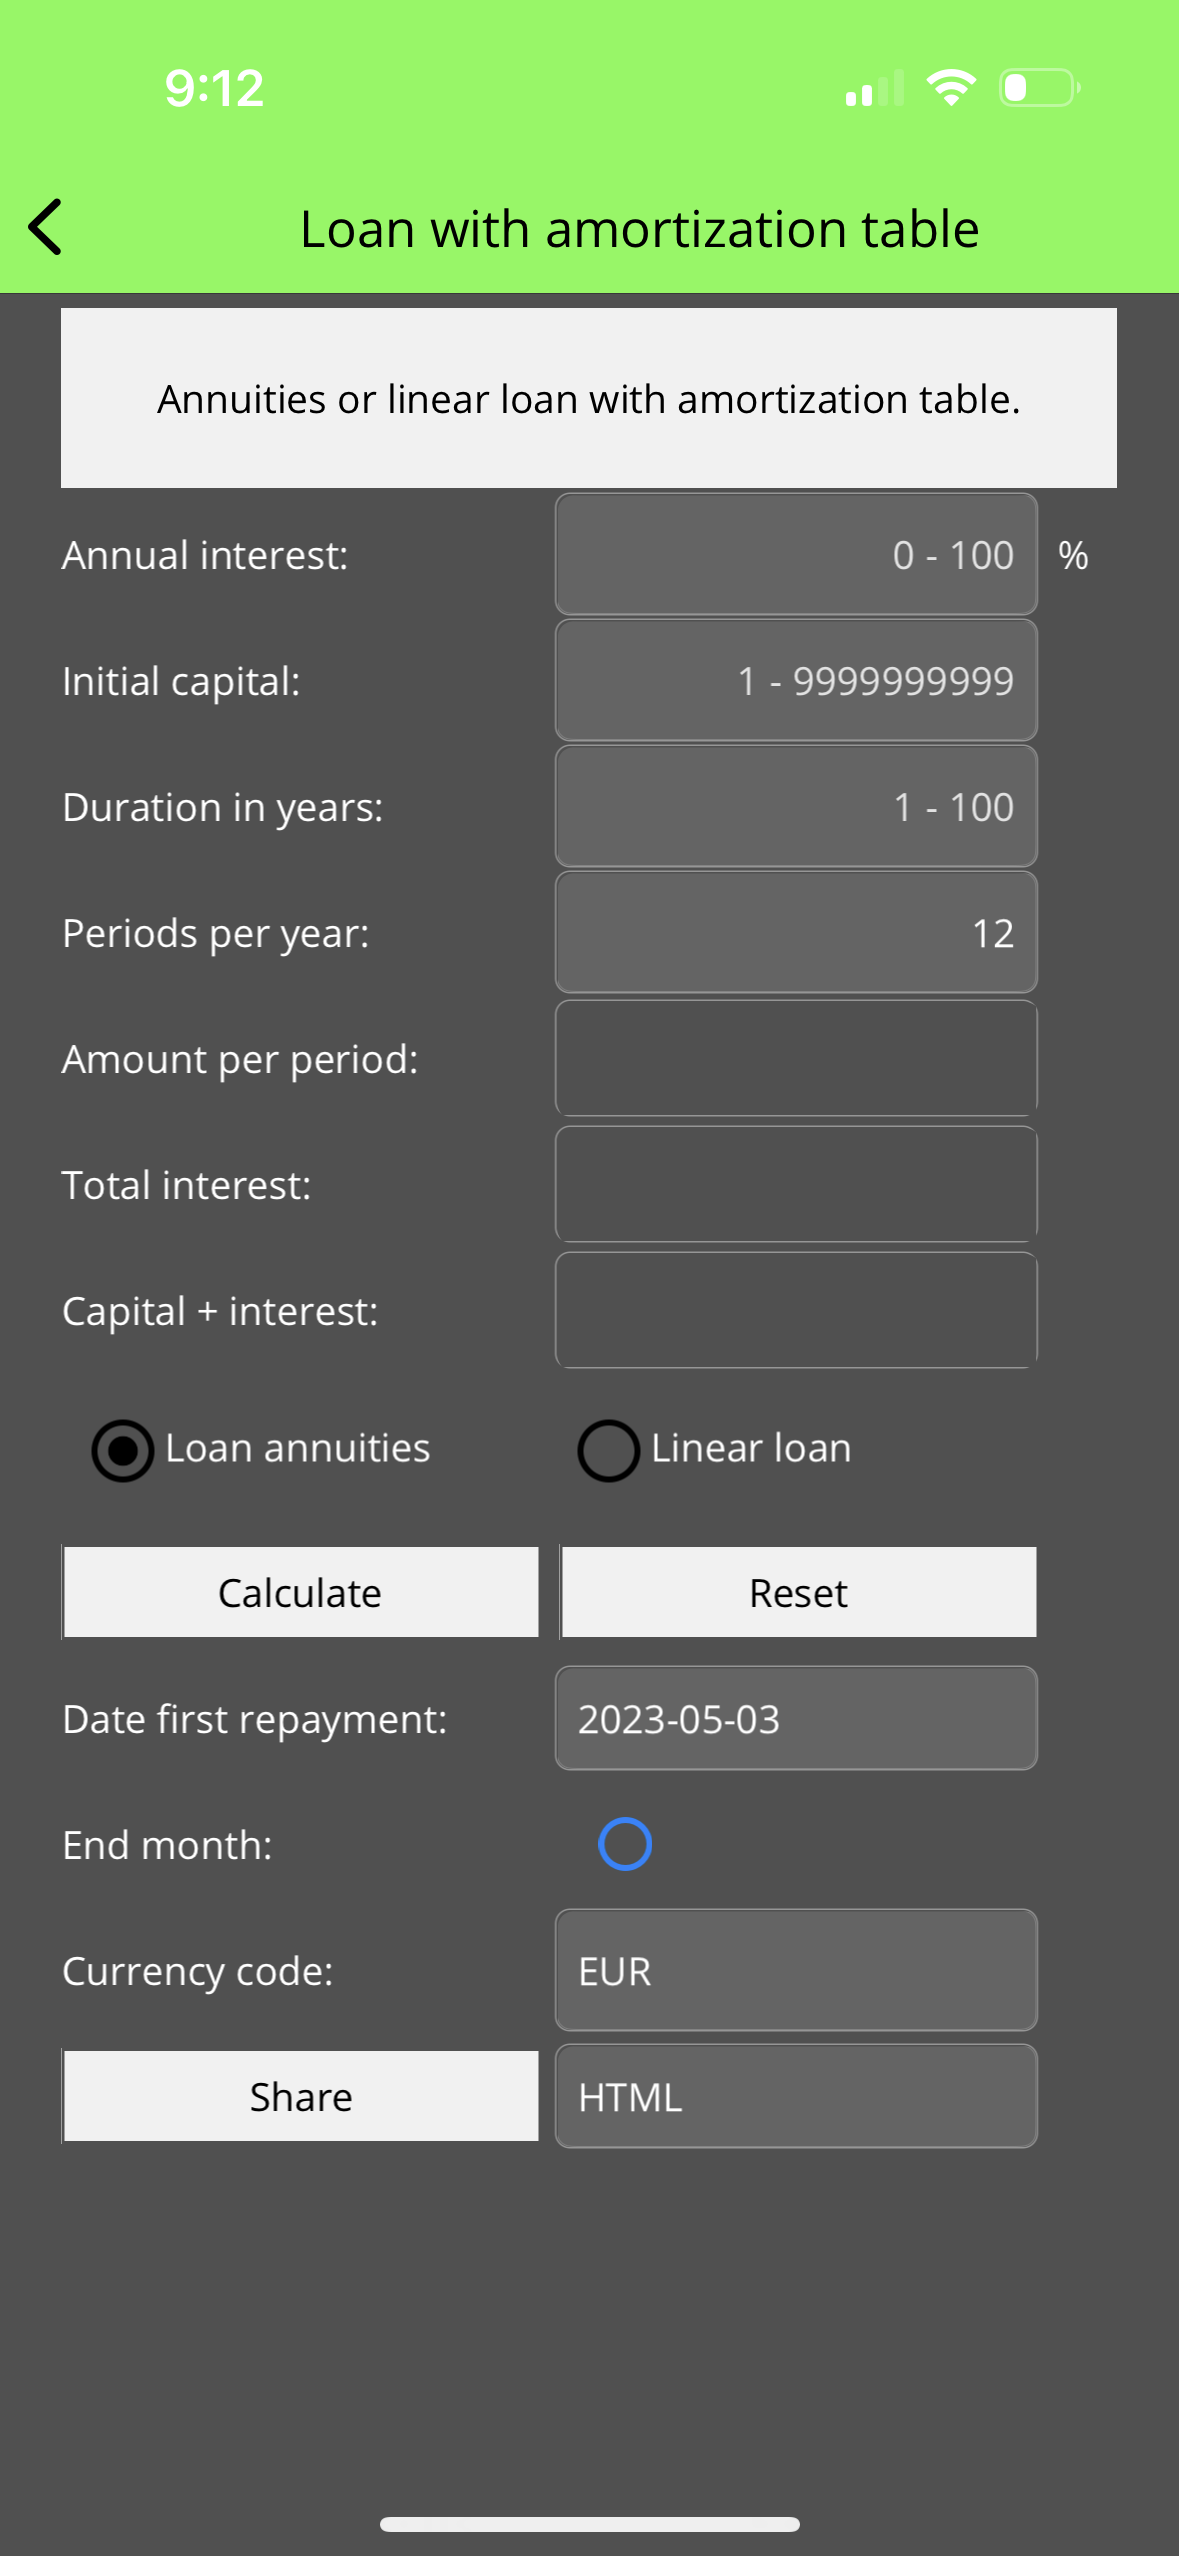 9:12
Loan with amortization table
Annuities or linear loan with amortization table.
Annual interest: 0 - 100 %
Initial capital: 1 - 9999999999
Duration in years: 1 - 100
Periods per year: 12
Amount per period:
Total interest:
Capital + interest:
Loan annuities Linear loan
Calculate Reset
Date first repayment: 2023-05-03
End month:
Currency code: EUR
Share HTML